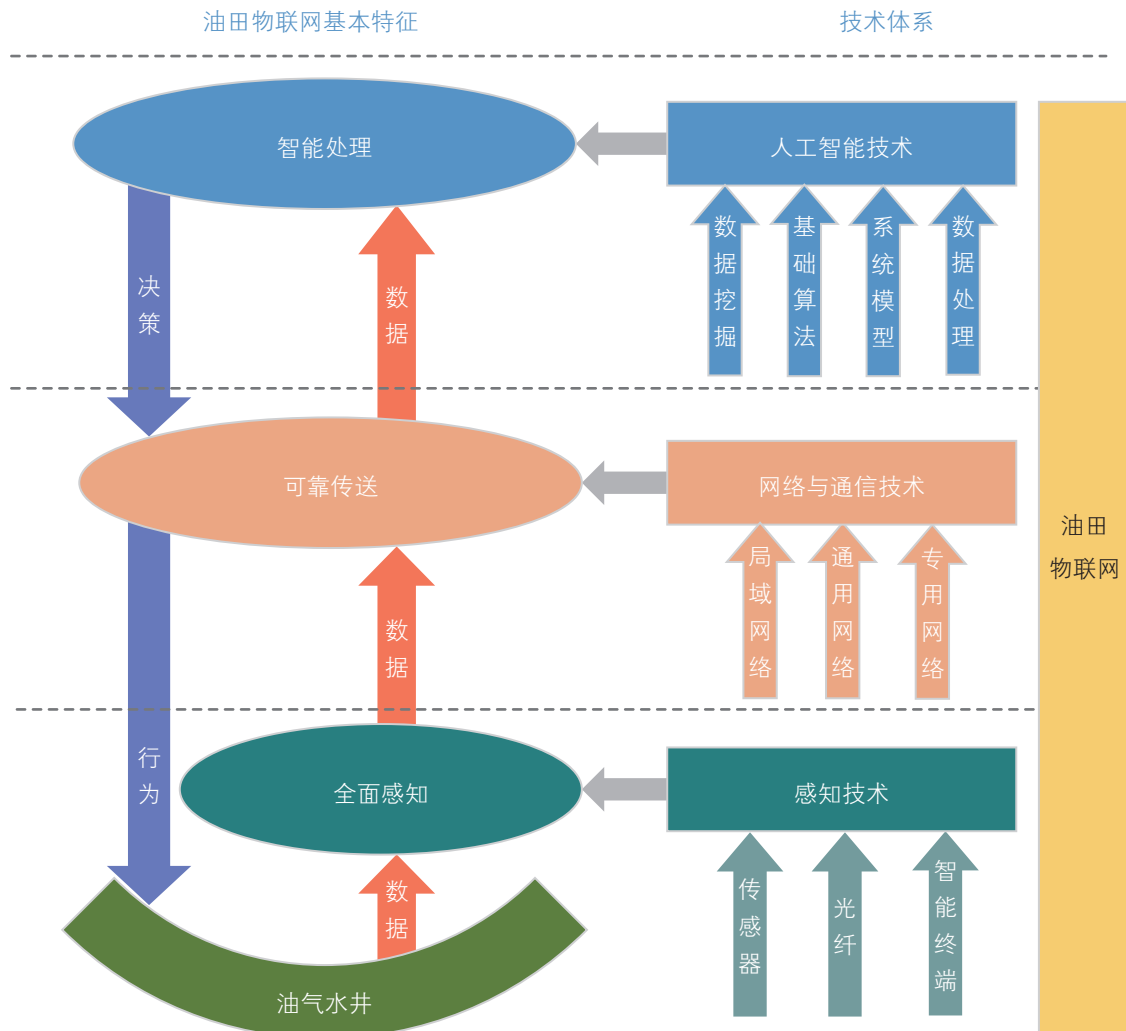 油田物联网基本特征
技术体系
智能处理
人工智能技术
数据挖掘
基础算法
系统模型
数据处理
决策
数据
可靠传送
网络与通信技术
局域网络
通用网络
专用网络
油田
物联网
数据
行为
全面感知
感知技术
传感器
光纤
智能终端
数据
油气水井